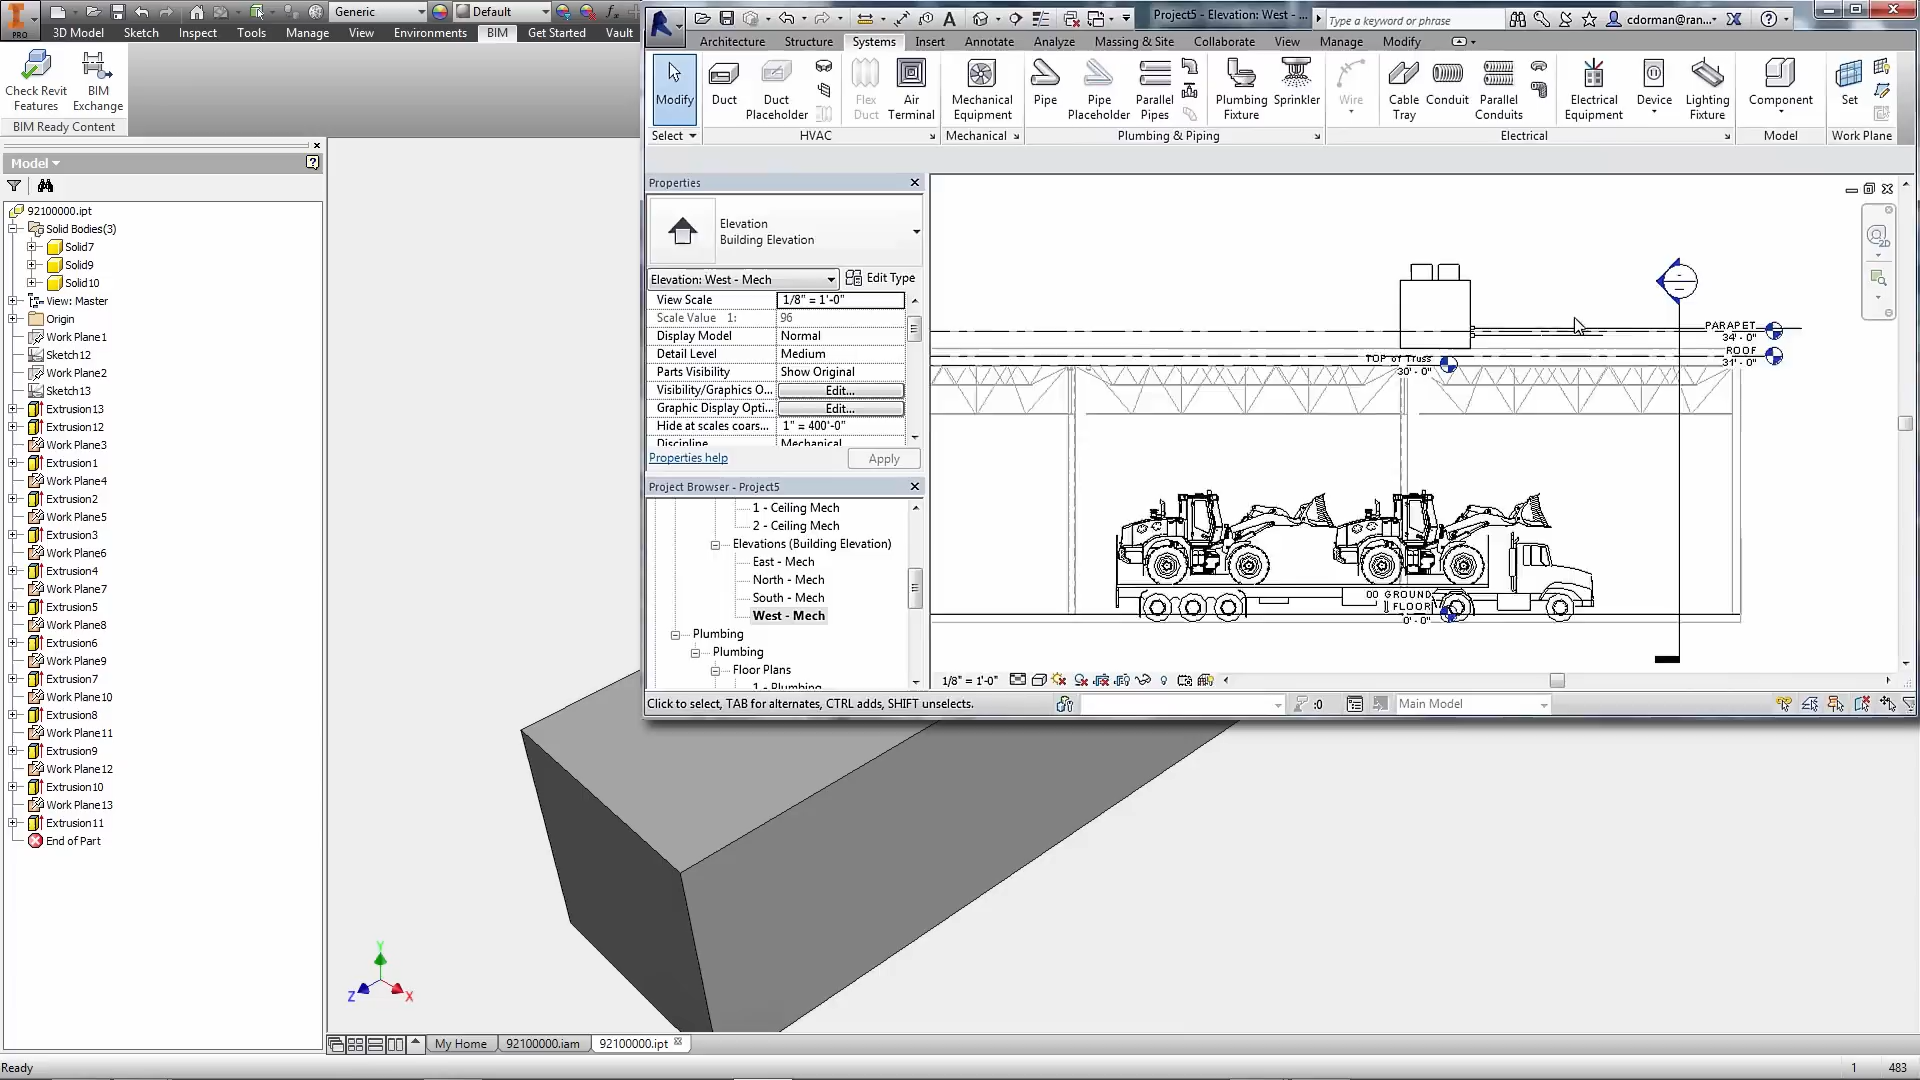 PRO
Generic
Default
3D Model
Sketch
Inspect
Tools
Manage
View
Environments
BIM
Get Started
Vault
Check Revit
Features
BIM
Exchange
BIM Ready Content
Model
92100000.ipt
Solid Bodies(3)
Solid7
Solid9
Solid10
View: Master
Origin
Work Plane1
Sketch12
Work Plane2
Sketch13
Extrusion13
Extrusion12
Work Plane3
Extrusion1
Work Plane4
Extrusion2
Work Plane5
Extrusion3
Work Plane6
Extrusion4
Work Plane7
Extrusion5
Work Plane8
Extrusion6
Work Plane9
Extrusion7
Work Plane10
Extrusion8
Work Plane11
Extrusion9
Work Plane12
Extrusion10
Work Plane13
Extrusion11
End of Part
Project5 - Elevation: West - ...
Type a keyword or phrase
cdorman@ran...
Architecture
Structure
Systems
Insert
Annotate
Analyze
Massing & Site
Collaborate
View
Manage
Modify
Modify
Duct
Duct
Placeholder
Flex
Duct
Air
Terminal
Mechanical
Equipment
Pipe
Pipe
Placeholder
Parallel
Pipes
Plumbing
Fixture
Sprinkler
Wire
Cable
Tray
Conduit
Parallel
Conduits
Electrical
Equipment
Device
Lighting
Fixture
Component
Set
Select
HVAC
Mechanical
Plumbing & Piping
Electrical
Model
Work Plane
Properties
Elevation
Building Elevation
Elevation: West - Mech
Edit Type
View Scale
1/8" = 1'-0"
Scale Value 1:
96
Display Model
Normal
Detail Level
Medium
Parts Visibility
Show Original
Visibility/Graphics O...
Edit...
Graphic Display Opti...
Edit...
Hide at scales coars...
1" = 400'-0"
Discipline
Mechanical
Properties help
Apply
Project Browser - Project5
1 - Ceiling Mech
2 - Ceiling Mech
Elevations (Building Elevation)
East - Mech
North - Mech
South - Mech
West - Mech
Plumbing
Plumbing
Floor Plans
1 - Plumbing
2D
PARAPET
34' - 0"
ROOF
31' - 0"
TOP of Truss
30' - 0"
00 GROUND
FLOOR
0' - 0"
1/8" = 1'-0"
Click to select, TAB for alternates, CTRL adds, SHIFT unselects.
:0
Main Model
Y
Z
X
My Home
92100000.iam
92100000.ipt
Ready
1
483